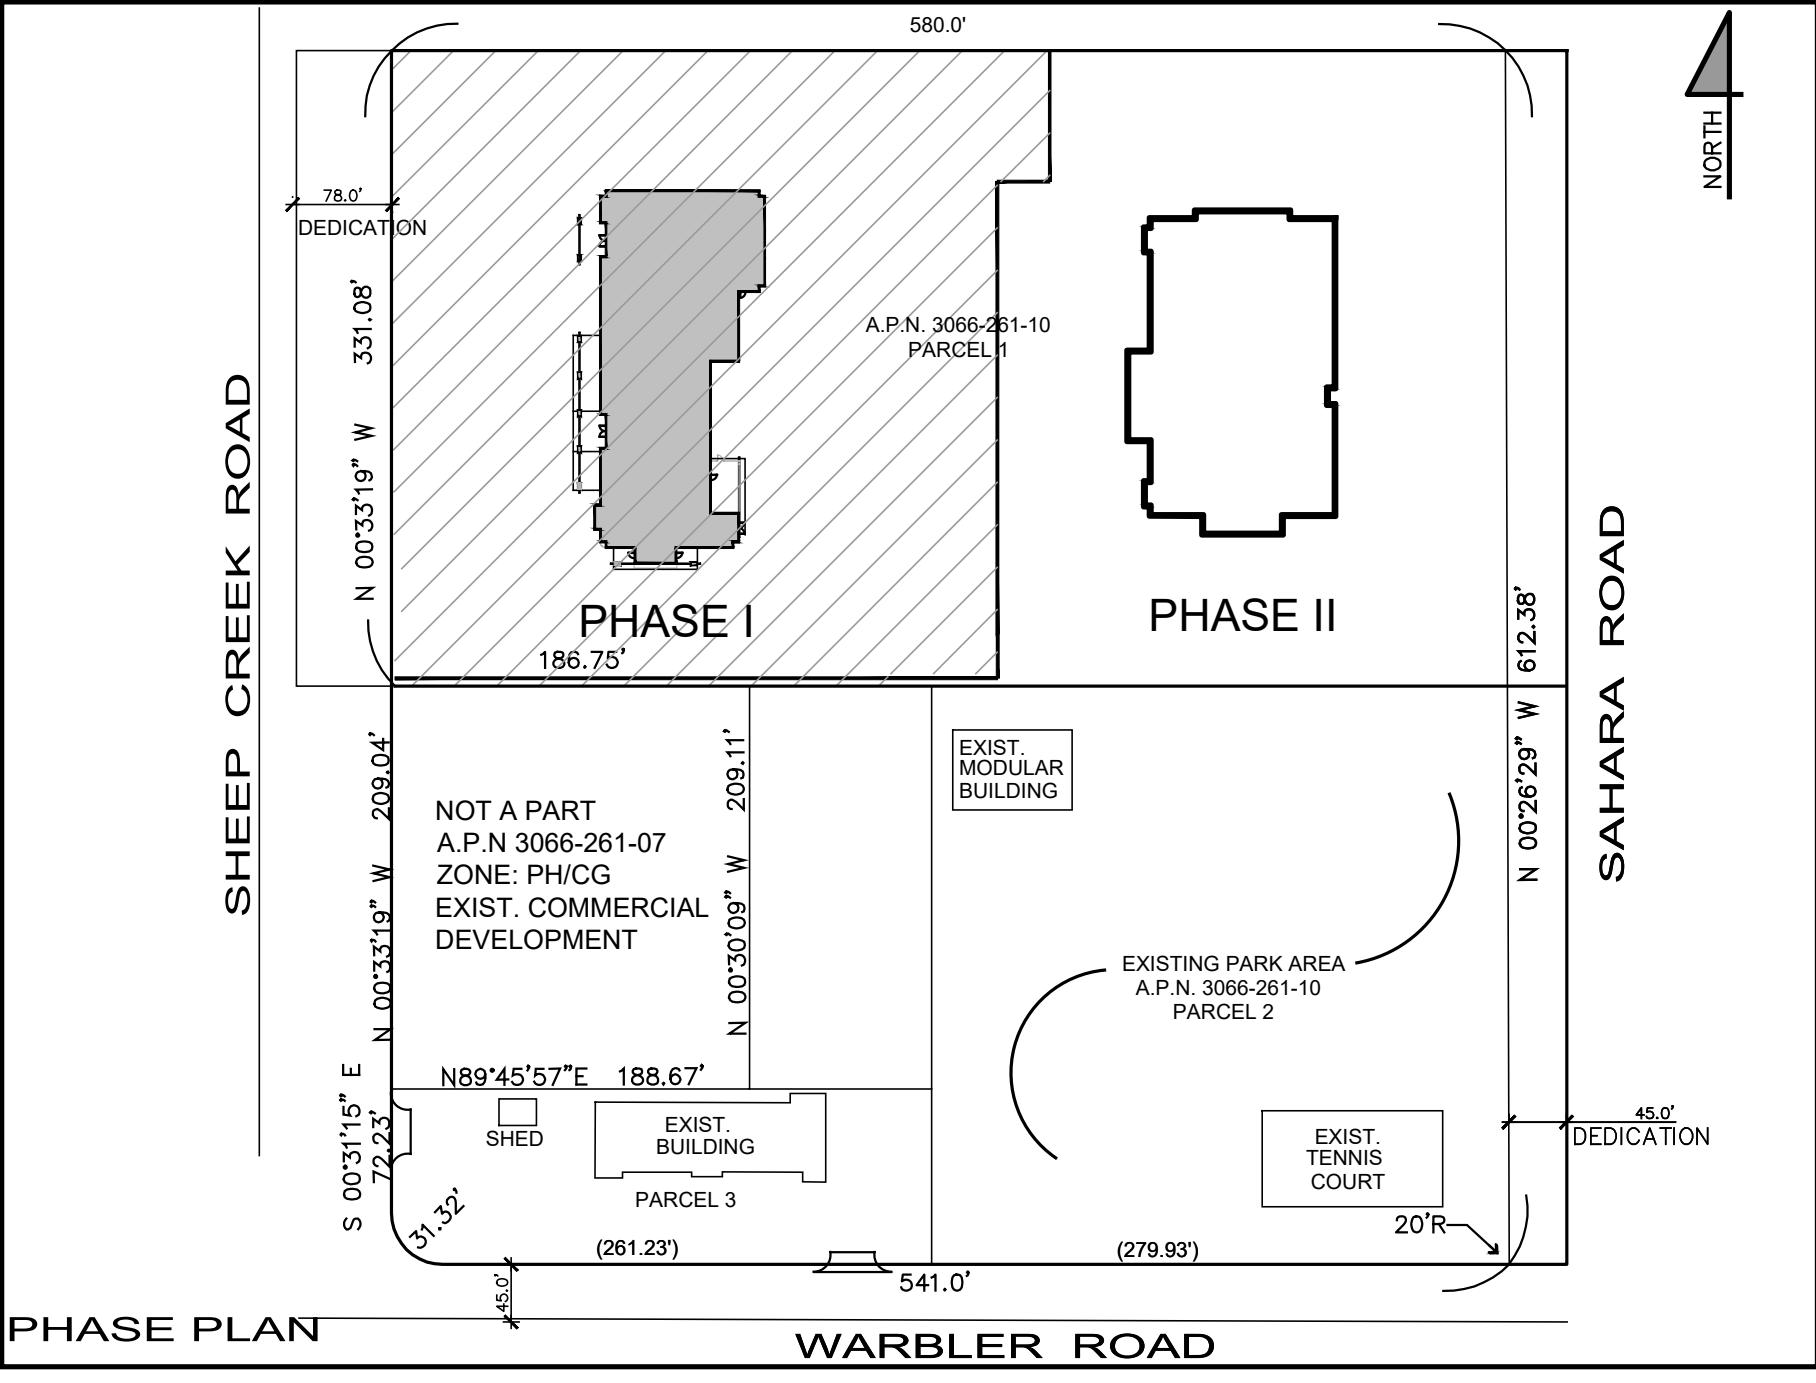 580.0'
NORTH
78.0'
DEDICATION
N 00°33'19" W 331.08'
A.P.N. 3066-261-10
PARCEL 1
SHEEP CREEK ROAD
PHASE I
186.75'
PHASE II
N 00°26'29" W 612.38'
SAHARA ROAD
N 00°33'19" W 209.04'
NOT A PART
A.P.N 3066-261-07
ZONE: PH/CG
EXIST. COMMERCIAL
DEVELOPMENT
N 00°30'09" W 209.11'
EXIST.
MODULAR
BUILDING
EXISTING PARK AREA
A.P.N. 3066-261-10
PARCEL 2
N89°45'57"E 188.67'
S 00°31'15" E
72.23'
SHED
EXIST.
BUILDING
PARCEL 3
EXIST.
TENNIS
COURT
45.0'
DEDICATION
31.32'
20'R
(261.23')
(279.93')
541.0'
45.0'
PHASE PLAN
WARBLER ROAD